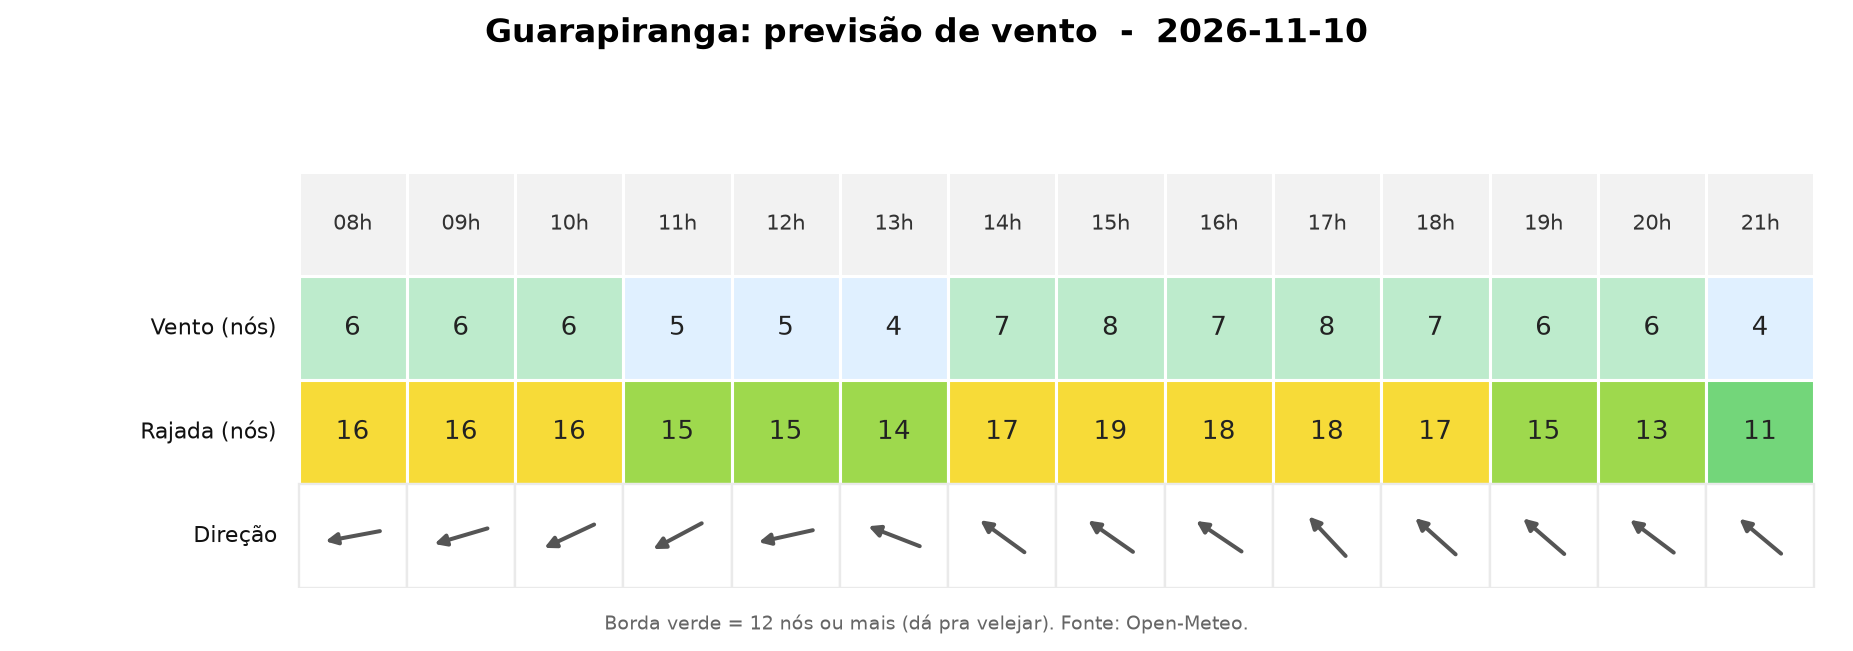 Guarapiranga: previsão de vento  -  2026-11-10
08h 09h 10h 11h 12h 13h 14h 15h 16h 17h 18h 19h 20h 21h
Vento (nós) 6 6 6 5 5 4 7 8 7 8 7 6 6 4
Rajada (nós) 16 16 16 15 15 14 17 19 18 18 17 15 13 11
Direção
Borda verde = 12 nós ou mais (dá pra velejar). Fonte: Open-Meteo.